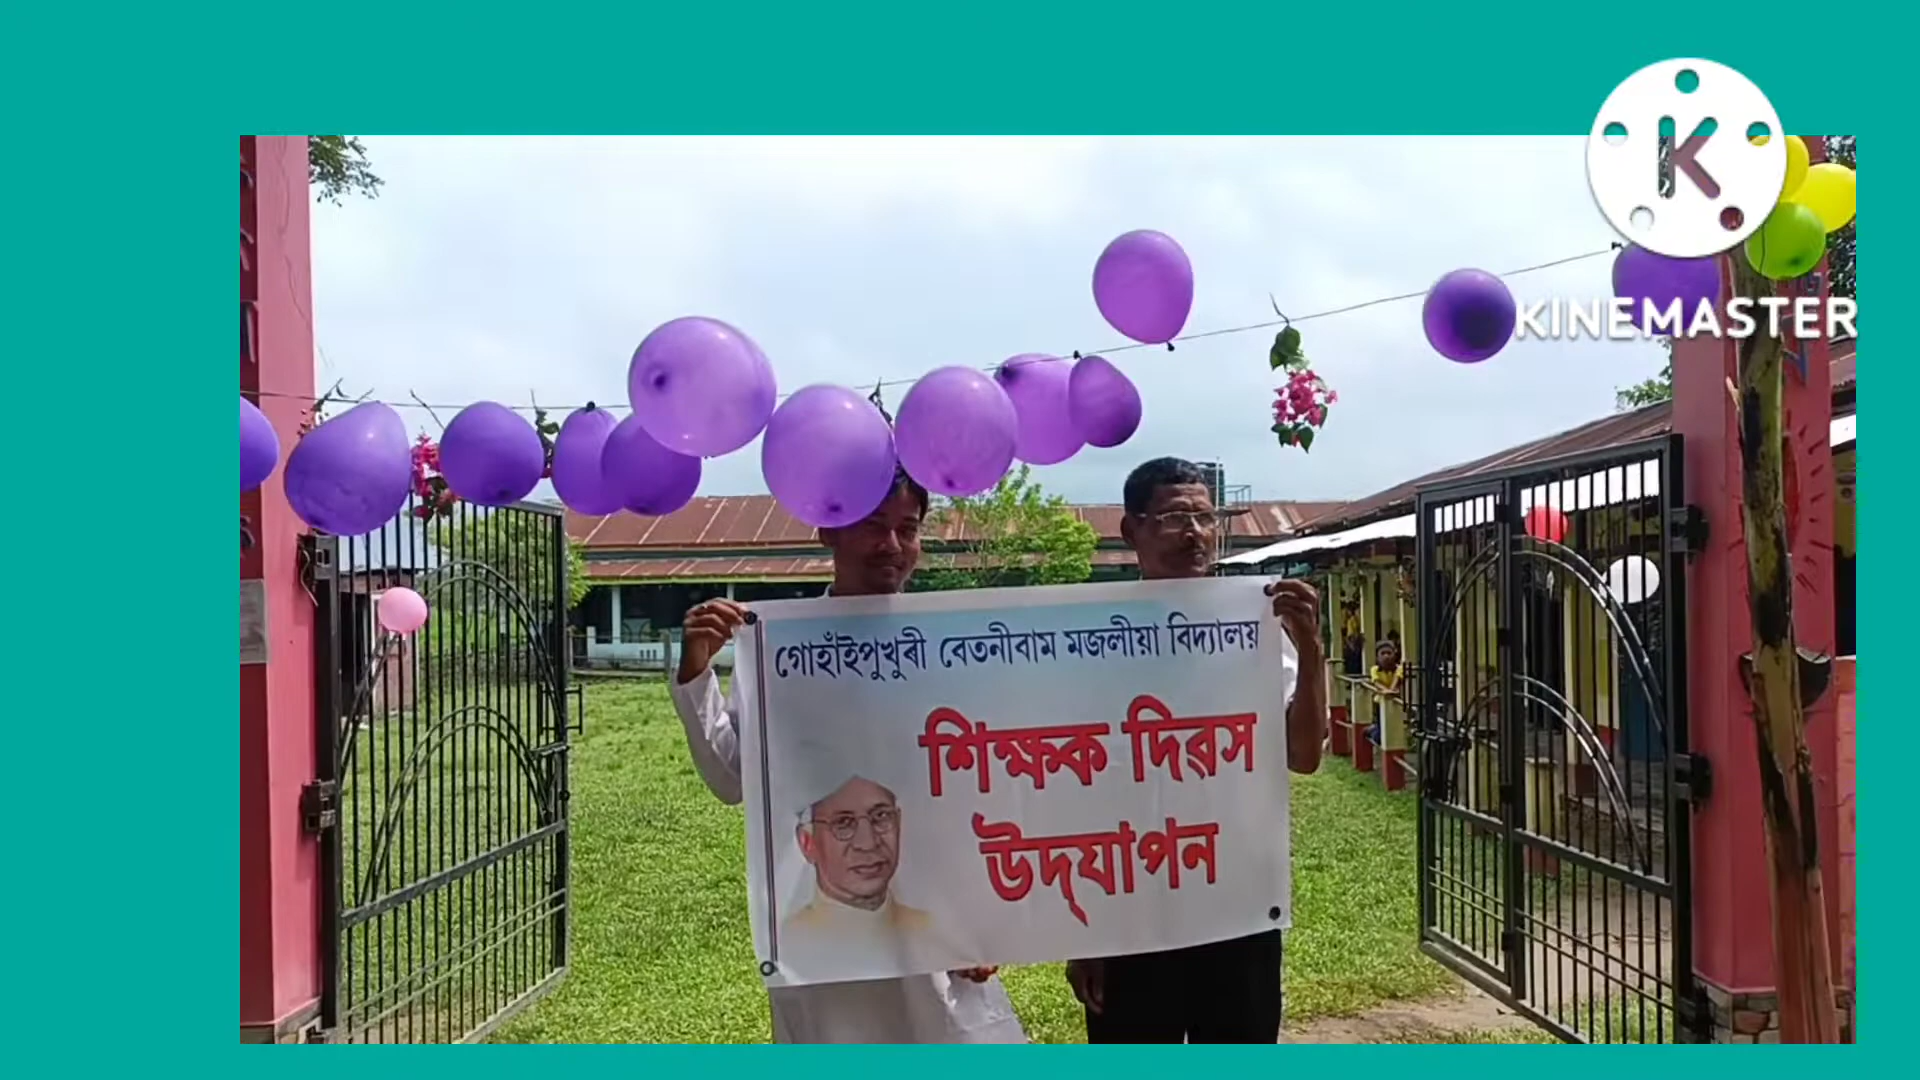 K
KINEMASTER
গোহাঁইপুখুৰী বেতনীবাম মজলীয়া বিদ্যালয়
শিক্ষক দিৱস
উদ্‌যাপন